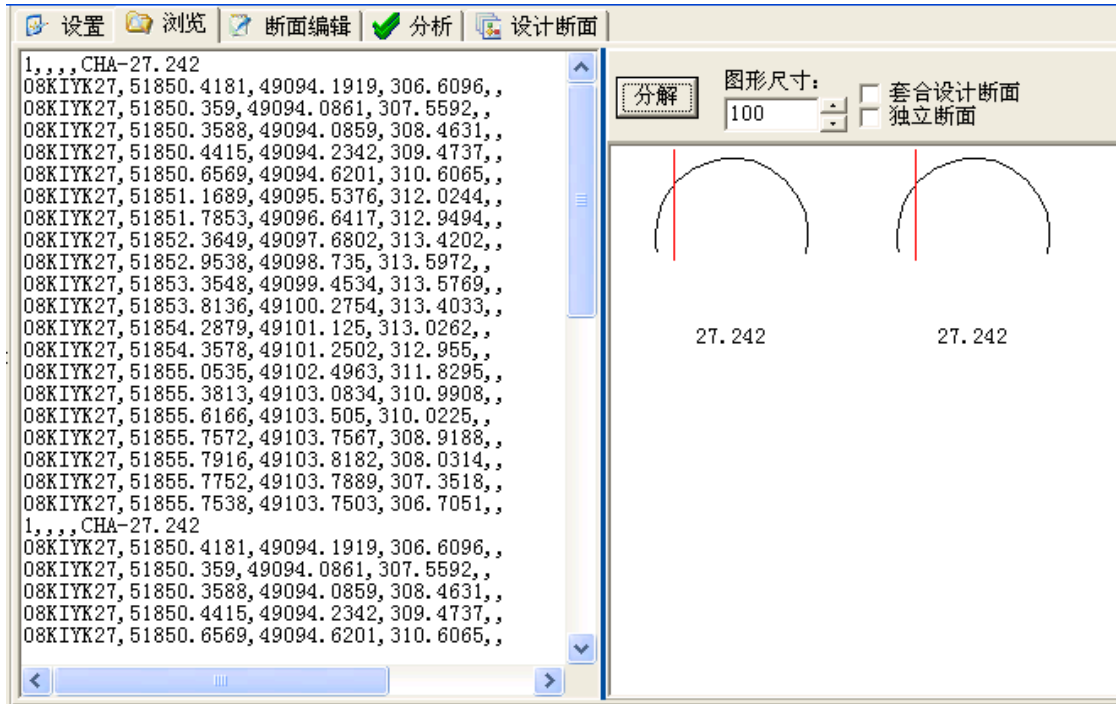 设置 浏览 断面编辑 分析 设计断面
1,,,,CHA-27.242
08KIYK27,51850.4181,49094.1919,306.6096,,
08KIYK27,51850.359,49094.0861,307.5592,,
08KIYK27,51850.3588,49094.0859,308.4631,,
08KIYK27,51850.4415,49094.2342,309.4737,,
08KIYK27,51850.6569,49094.6201,310.6065,,
08KIYK27,51851.1689,49095.5376,312.0244,,
08KIYK27,51851.7853,49096.6417,312.9494,,
08KIYK27,51852.3649,49097.6802,313.4202,,
08KIYK27,51852.9538,49098.735,313.5972,,
08KIYK27,51853.3548,49099.4534,313.5769,,
08KIYK27,51853.8136,49100.2754,313.4033,,
08KIYK27,51854.2879,49101.125,313.0262,,
08KIYK27,51854.3578,49101.2502,312.955,,
08KIYK27,51855.0535,49102.4963,311.8295,,
08KIYK27,51855.3813,49103.0834,310.9908,,
08KIYK27,51855.6166,49103.505,310.0225,,
08KIYK27,51855.7572,49103.7567,308.9188,,
08KIYK27,51855.7916,49103.8182,308.0314,,
08KIYK27,51855.7752,49103.7889,307.3518,,
08KIYK27,51855.7538,49103.7503,306.7051,,
1,,,,CHA-27.242
08KIYK27,51850.4181,49094.1919,306.6096,,
08KIYK27,51850.359,49094.0861,307.5592,,
08KIYK27,51850.3588,49094.0859,308.4631,,
08KIYK27,51850.4415,49094.2342,309.4737,,
08KIYK27,51850.6569,49094.6201,310.6065,,
分解
图形尺寸:
100
套合设计断面
独立断面
27.242 27.242